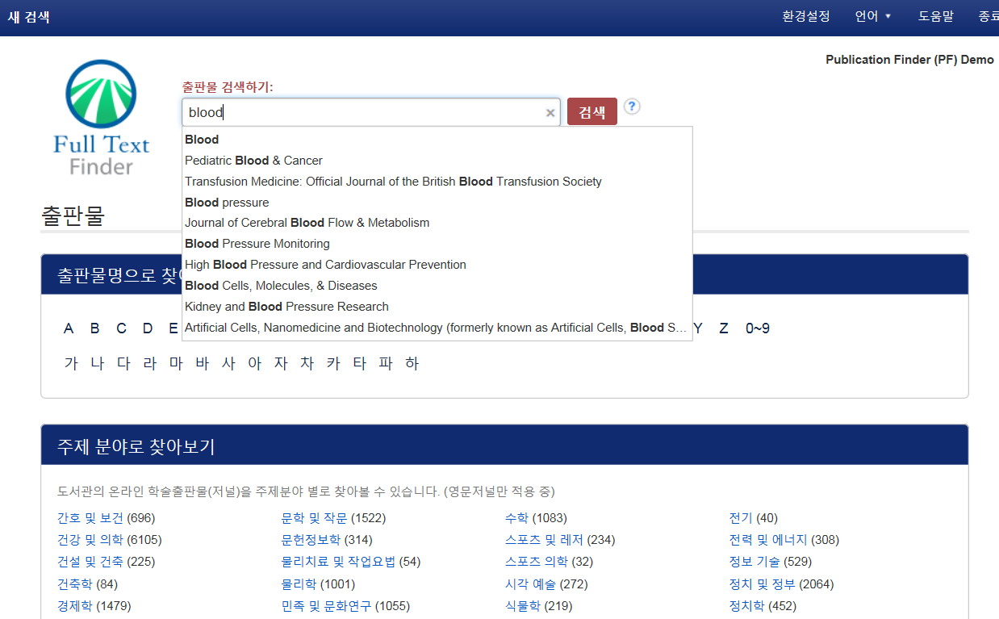 새 검색
환경설정 언어 ▼ 도움말 종료
Publication Finder (PF) Demo
Full Text
Finder
출판물 검색하기:
blood × 검색 ?
Blood
Pediatric Blood & Cancer
Transfusion Medicine: Official Journal of the British Blood Transfusion Society
Blood pressure
Journal of Cerebral Blood Flow & Metabolism
Blood Pressure Monitoring
High Blood Pressure and Cardiovascular Prevention
Blood Cells, Molecules, & Diseases
Kidney and Blood Pressure Research
Artificial Cells, Nanomedicine and Biotechnology (formerly known as Artificial Cells, Blood S...
출판물
출판물명으로
A B C D E Y Z 0~9
가 나 다 라 마 바 사 아 자 차 카 타 파 하
주제 분야로 찾아보기
도서관의 온라인 학술출판물(저널)을 주제분야 별로 찾아볼 수 있습니다. (영문저널만 적용 중)
간호 및 보건 (696) 문학 및 작문 (1522) 수학 (1083) 전기 (40)
건강 및 의학 (6105) 문헌정보학 (314) 스포츠 및 레저 (234) 전력 및 에너지 (308)
건설 및 건축 (225) 물리치료 및 작업요법 (54) 스포츠 의학 (32) 정보 기술 (529)
건축학 (84) 물리학 (1001) 시각 예술 (272) 정치 및 정부 (2064)
경제학 (1479) 민족 및 문화연구 (1055) 식물학 (219) 정치학 (452)